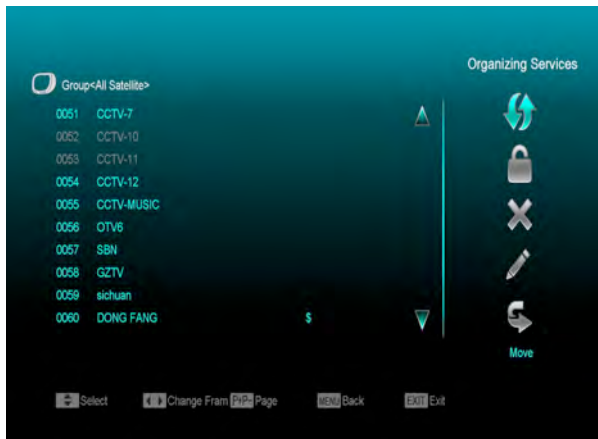 Organizing Services
Group<All Satellite>
0051 CCTV-7
0052 CCTV-10
0053 CCTV-11
0054 CCTV-12
0055 CCTV-MUSIC
0056 OTV6
0057 SBN
0058 GZTV
0059 sichuan
0060 DONG FANG $
Move
Select Change Fram P+P- Page MENU Back EXIT Exit